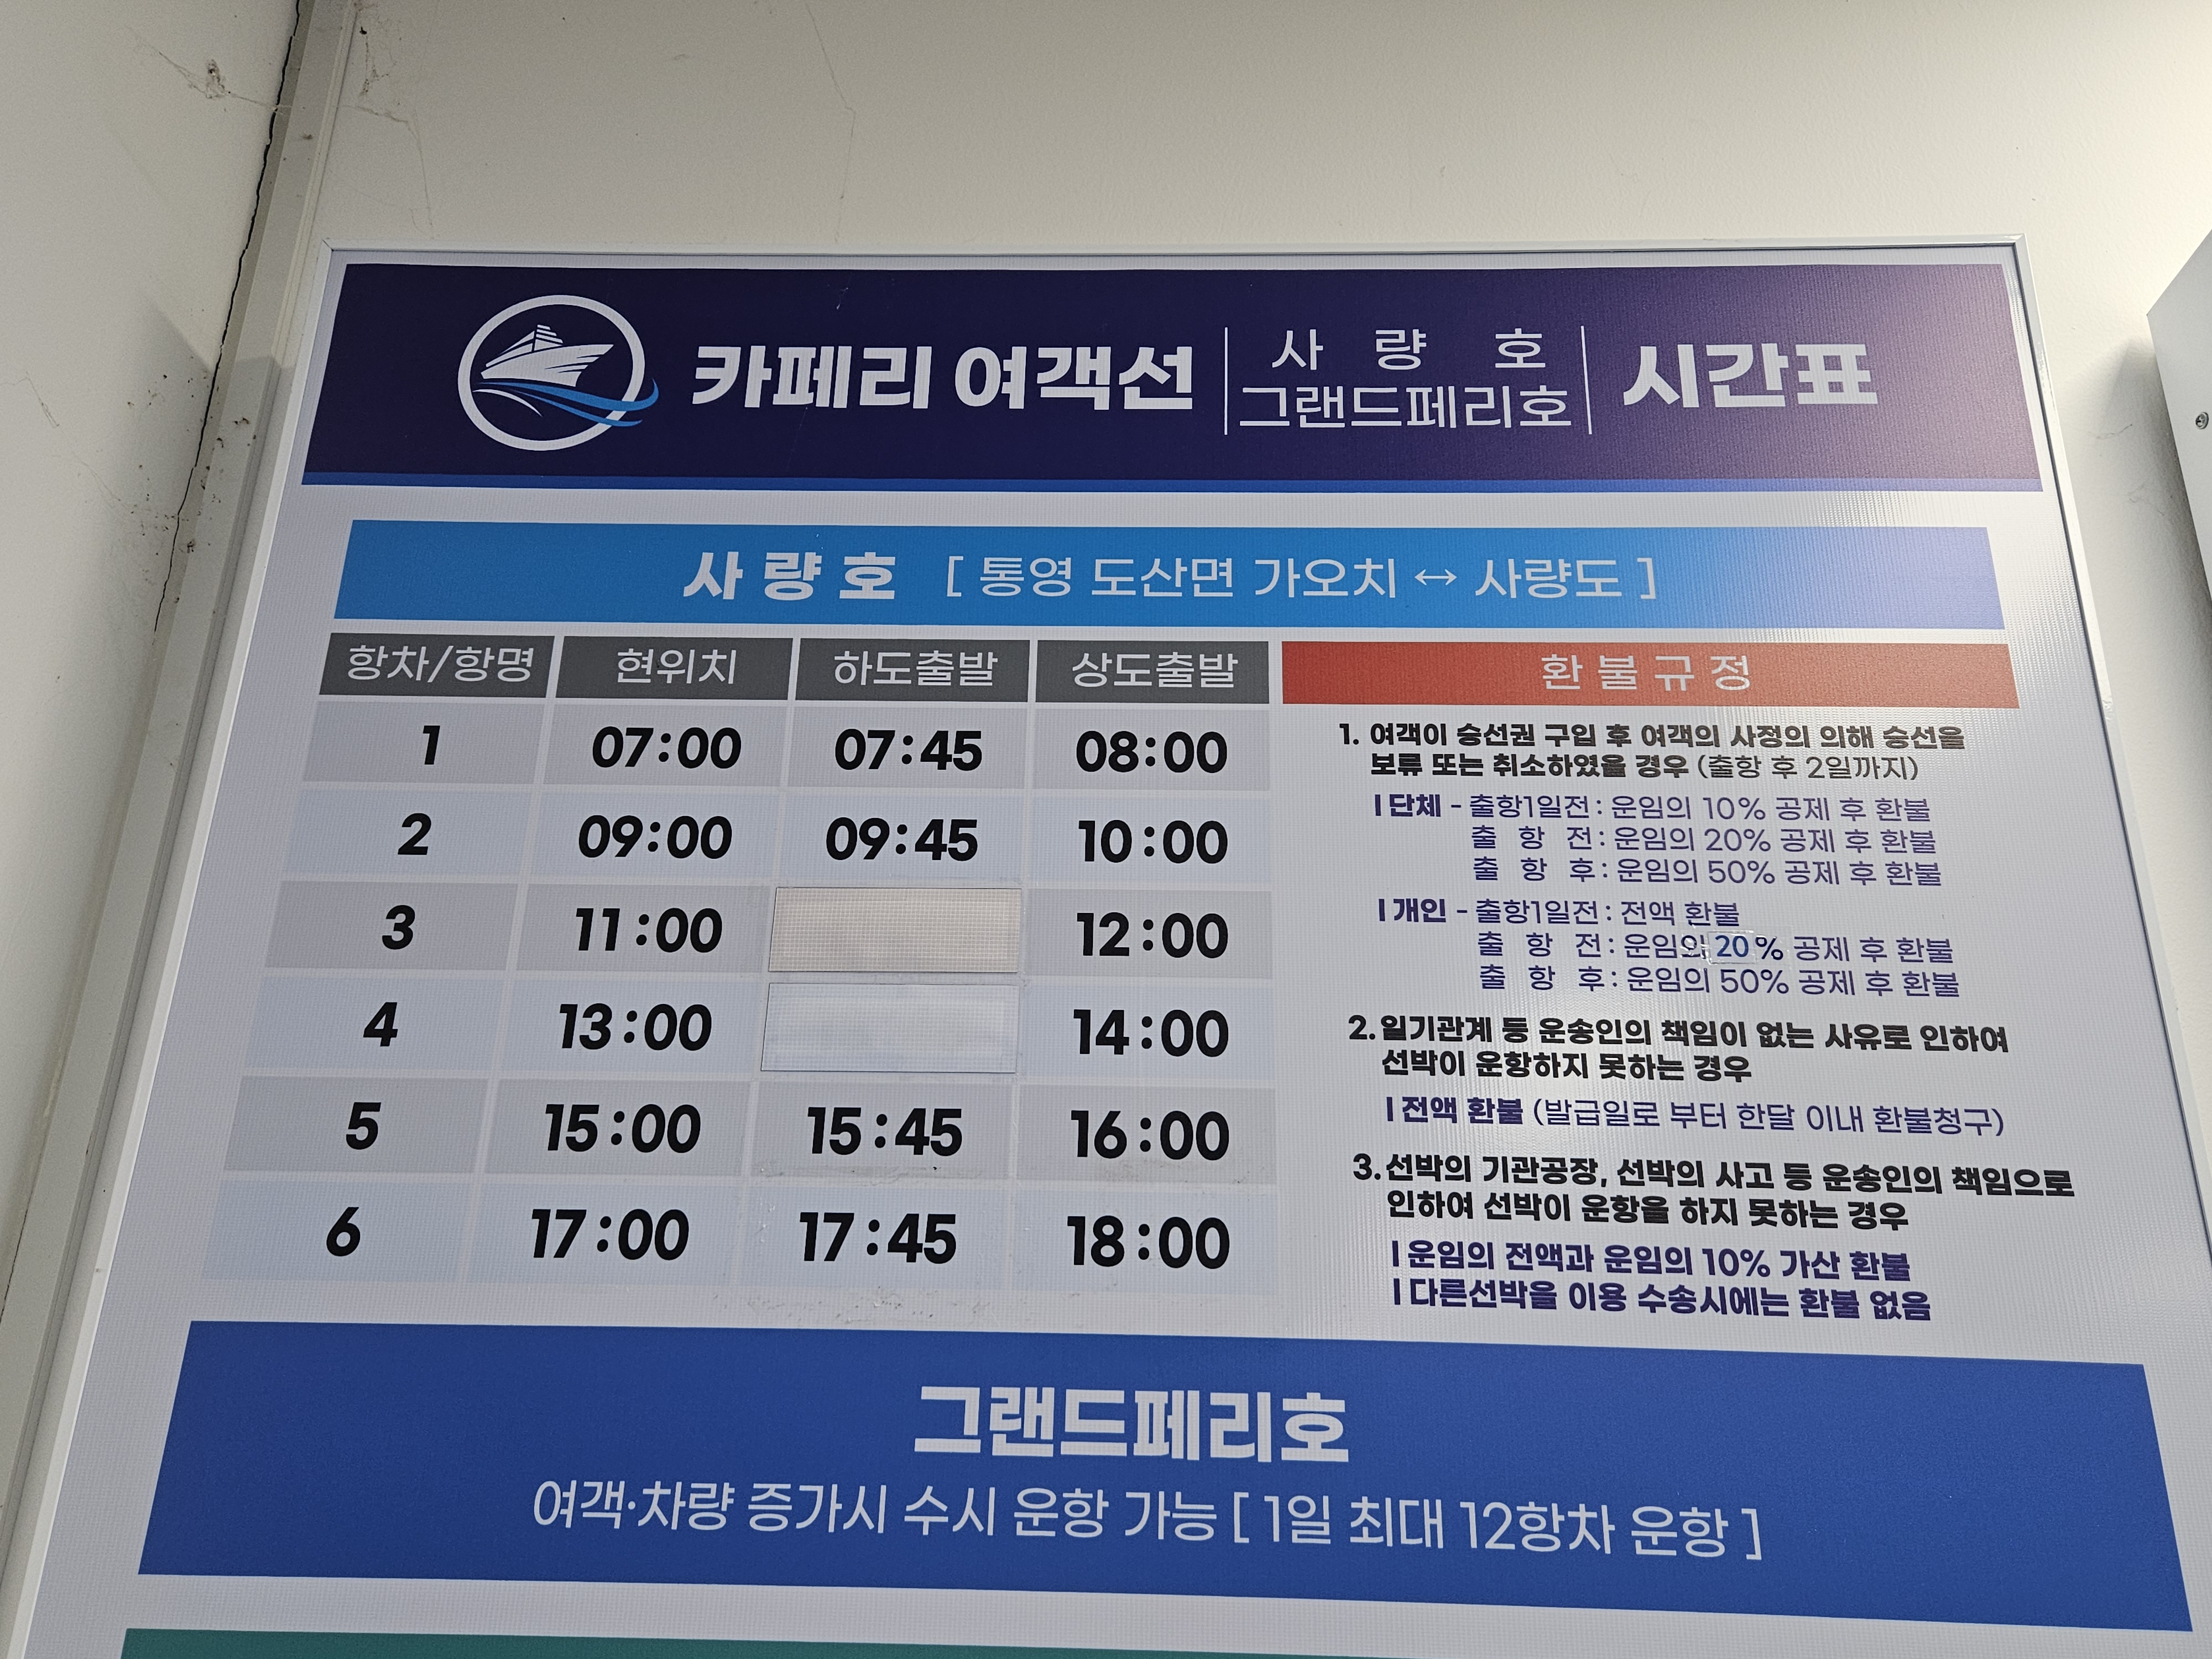 카페리 여객선 사 량 호 그랜드페리호 시간표
사 량 호 [ 통영 도산면 가오치 ↔ 사량도 ]
항차/항명 현위치 하도출발 상도출발
1 07:00 07:45 08:00
2 09:00 09:45 10:00
3 11:00 12:00
4 13:00 14:00
5 15:00 15:45 16:00
6 17:00 17:45 18:00
환 불 규 정
1. 여객이 승선권 구입 후 여객의 사정의 의해 승선을
보류 또는 취소하였을 경우 (출항 후 2일까지)
단체 - 출항1일전 : 운임의 10% 공제 후 환불
출 항 전 : 운임의 20% 공제 후 환불
출 항 후 : 운임의 50% 공제 후 환불
개인 - 출항1일전 : 전액 환불
출 항 전 : 운임의 20% 공제 후 환불
출 항 후 : 운임의 50% 공제 후 환불
2. 일기관계 등 운송인의 책임이 없는 사유로 인하여
선박이 운항하지 못하는 경우
전액 환불 (발급일로 부터 한달 이내 환불청구)
3. 선박의 기관공장, 선박의 사고 등 운송인의 책임으로
인하여 선박이 운항을 하지 못하는 경우
운임의 전액과 운임의 10% 가산 환불
다른선박을 이용 수송시에는 환불 없음
그랜드페리호
여객·차량 증가시 수시 운항 가능 [ 1일 최대 12항차 운항 ]